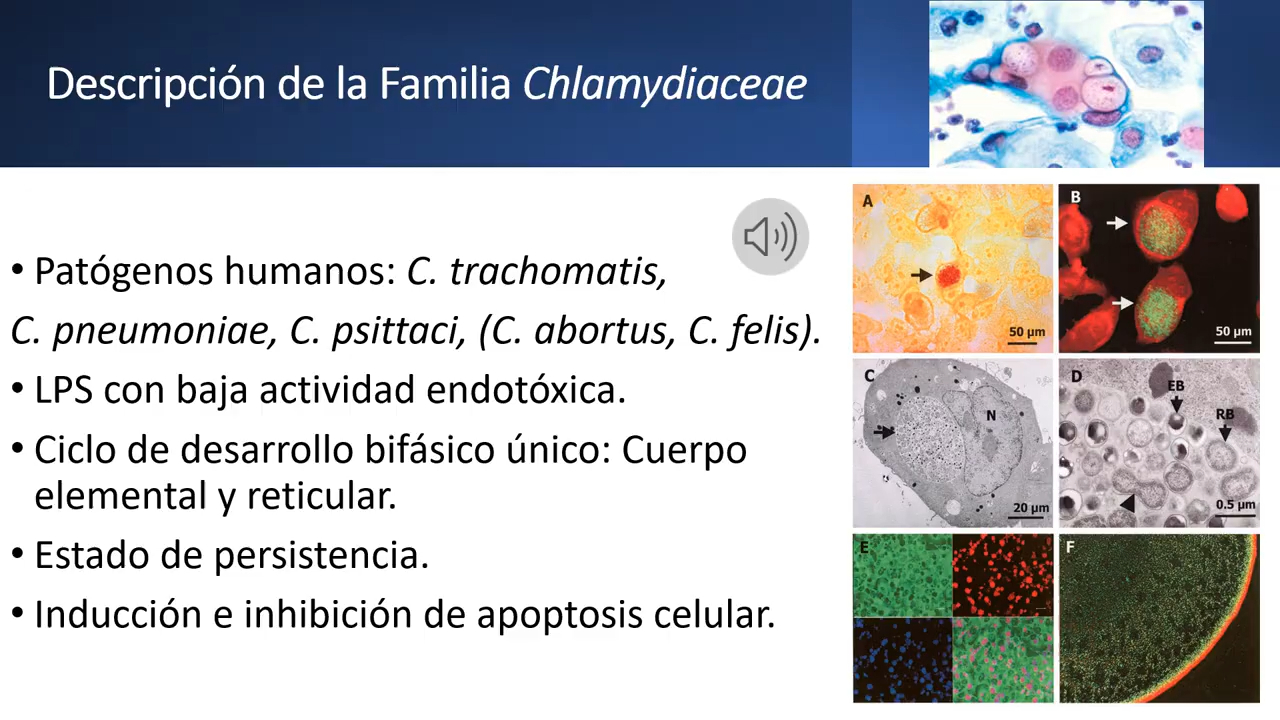 Descripción de la Familia Chlamydiaceae
• Patógenos humanos: C. trachomatis,
C. pneumoniae, C. psittaci, (C. abortus, C. felis).
• LPS con baja actividad endotóxica.
• Ciclo de desarrollo bifásico único: Cuerpo
elemental y reticular.
• Estado de persistencia.
• Inducción e inhibición de apoptosis celular.
A
50 µm
B
50 µm
C
N
20 µm
D
EB
RB
0.5 µm
E
F